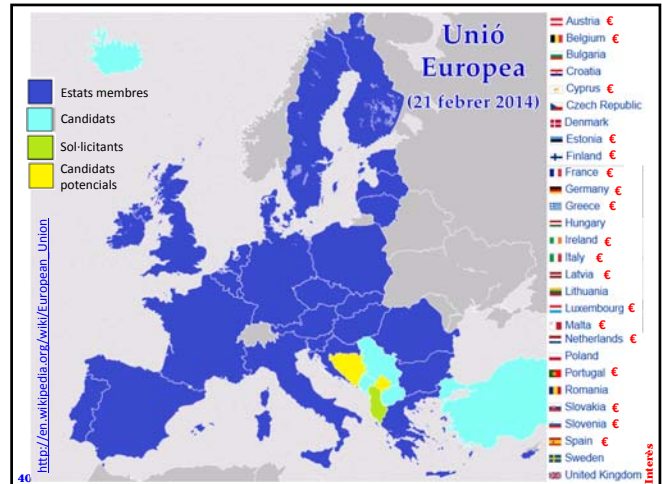 Unió
Europea
(21 febrer 2014)
Estats membres
Candidats
Sol·licitants
Candidats
potencials
http://en.wikipedia.org/wiki/European_Union
Austria €
Belgium €
Bulgaria
Croatia
Cyprus €
Czech Republic
Denmark
Estonia €
Finland €
France €
Germany €
Greece €
Hungary
Ireland €
Italy €
Latvia €
Lithuania
Luxembourg €
Malta €
Netherlands €
Poland
Portugal €
Romania
Slovakia €
Slovenia €
Spain €
Sweden
United Kingdom
40
Interès